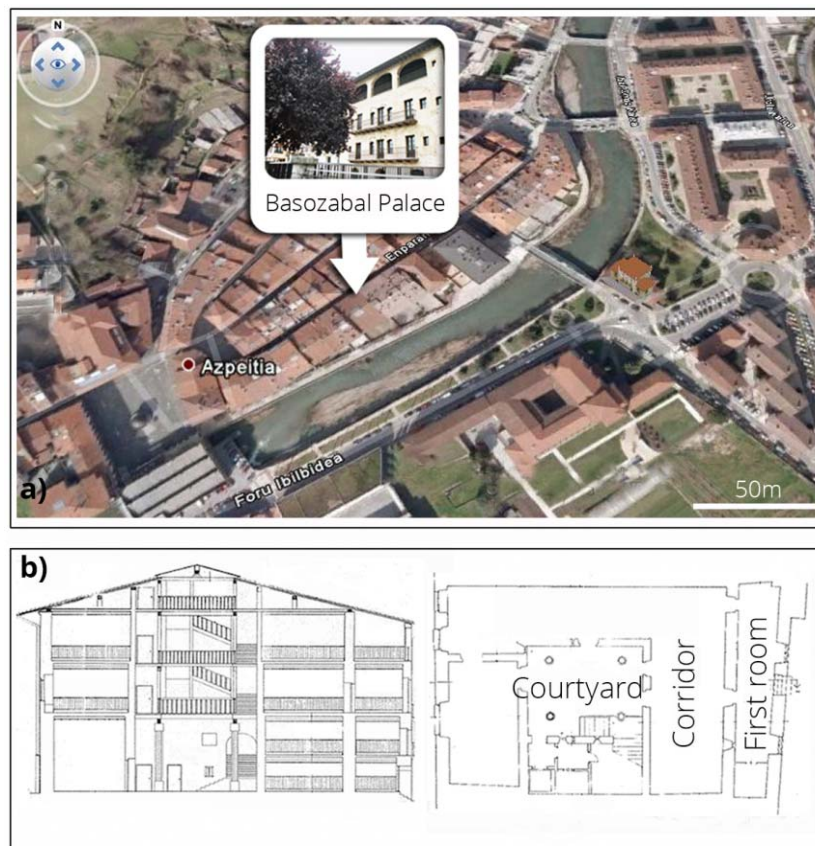 N
Basozabal Palace
Azpeitia
Foru Ibilbidea
a)
50m
b)
Courtyard
Corridor
First room